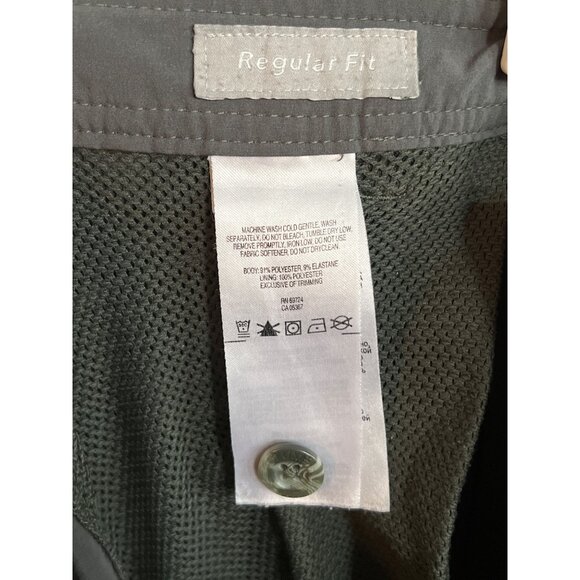 Regular Fit
MACHINE WASH COLD GENTLE, WASH
SEPARATELY, DO NOT BLEACH, TUMBLE DRY LOW,
REMOVE PROMPTLY, IRON LOW, DO NOT USE
FABRIC SOFTENER, DO NOT DRYCLEAN.
BODY: 91% POLYESTER, 9% ELASTANE
LINING: 100% POLYESTER
EXCLUSIVE OF TRIMMING
RN 69724
CA 05367